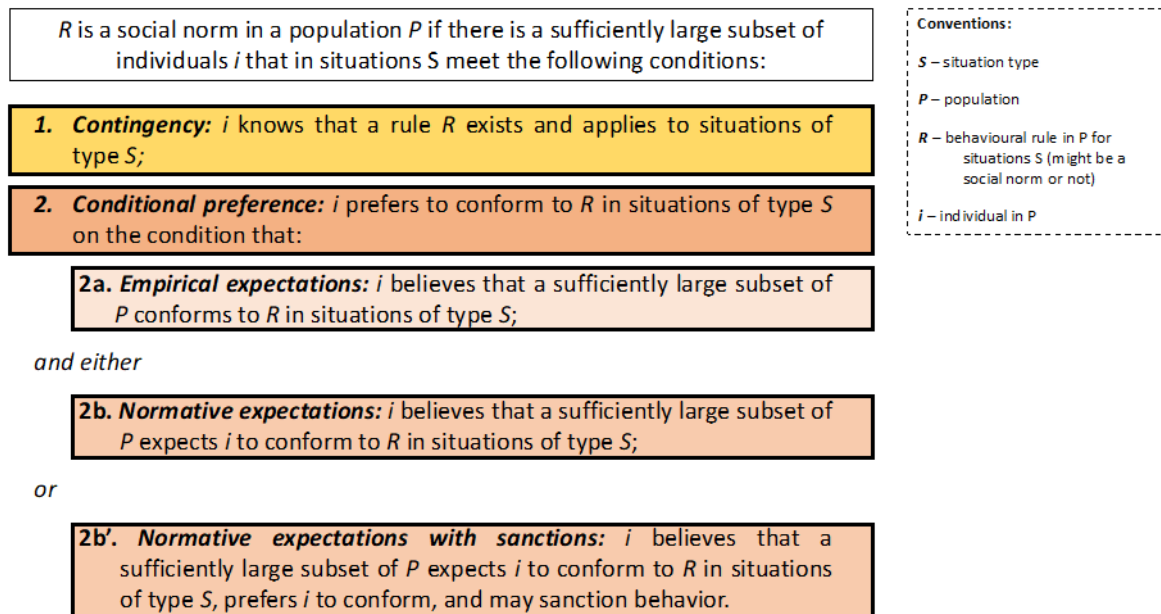 R is a social norm in a population P if there is a sufficiently large subset of
individuals i that in situations S meet the following conditions:
1. Contingency: i knows that a rule R exists and applies to situations of
type S;
2. Conditional preference: i prefers to conform to R in situations of type S
on the condition that:
2a. Empirical expectations: i believes that a sufficiently large subset of
P conforms to R in situations of type S;
and either
2b. Normative expectations: i believes that a sufficiently large subset of
P expects i to conform to R in situations of type S;
or
2b'. Normative expectations with sanctions: i believes that a
sufficiently large subset of P expects i to conform to R in situations
of type S, prefers i to conform, and may sanction behavior.
Conventions:
S – situation type
P – population
R – behavioural rule in P for
situations S (might be a
social norm or not)
i – individual in P